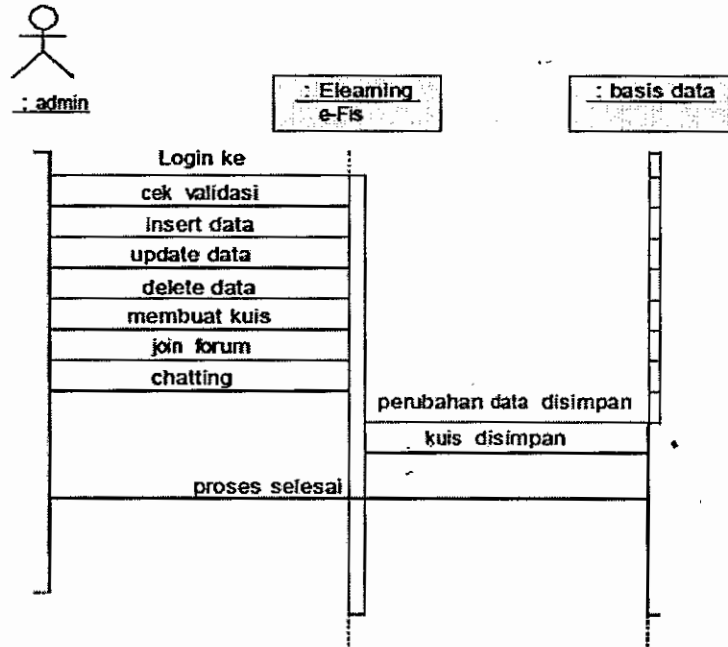 : admin
: Elearning
e-Fis
: basis data
Login ke
cek validasi
insert data
update data
delete data
membuat kuis
join forum
chatting
perubahan data disimpan
kuis disimpan
proses selesai